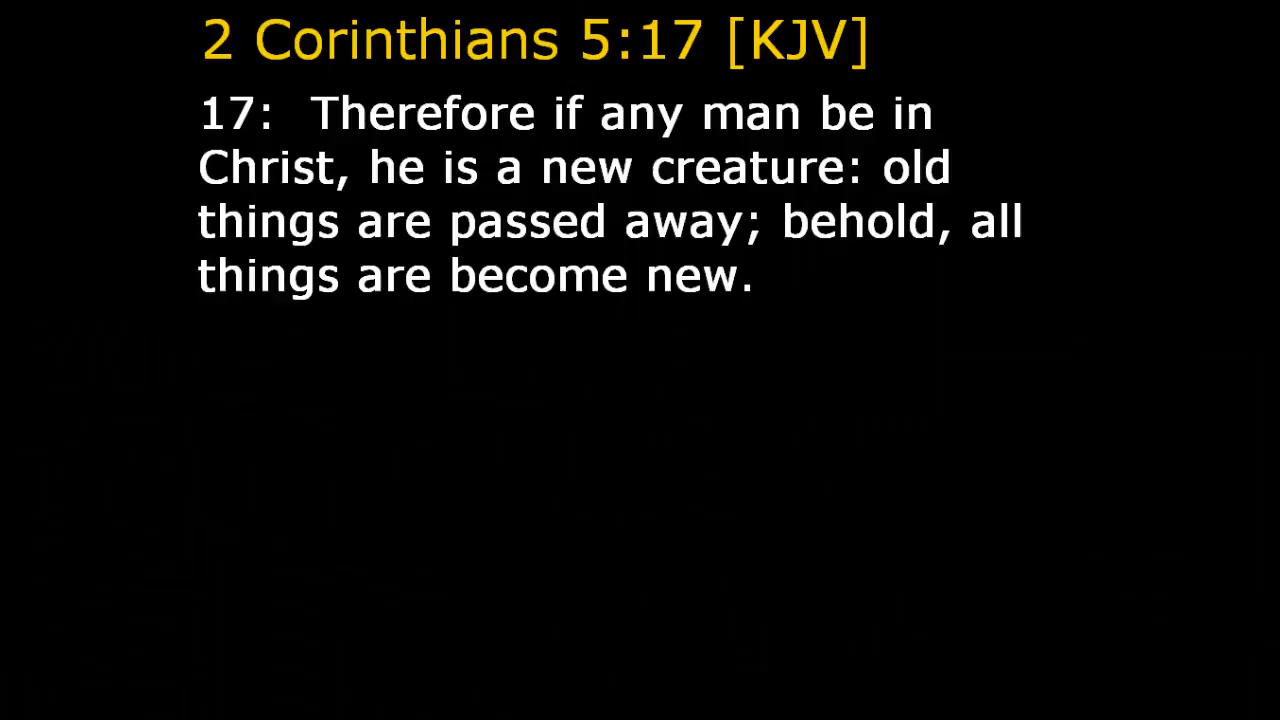 2 Corinthians 5:17 [KJV]
17:  Therefore if any man be in
Christ, he is a new creature: old
things are passed away; behold, all
things are become new.